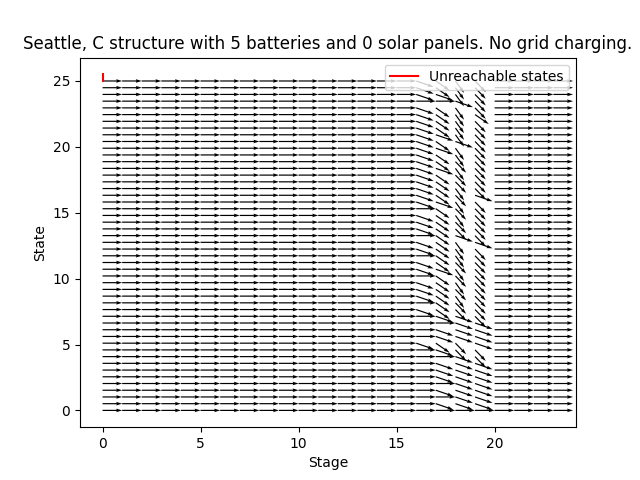 Seattle, C structure with 5 batteries and 0 solar panels. No grid charging.
Unreachable states
25
20
15
10
5
0
State
0 5 10 15 20
Stage